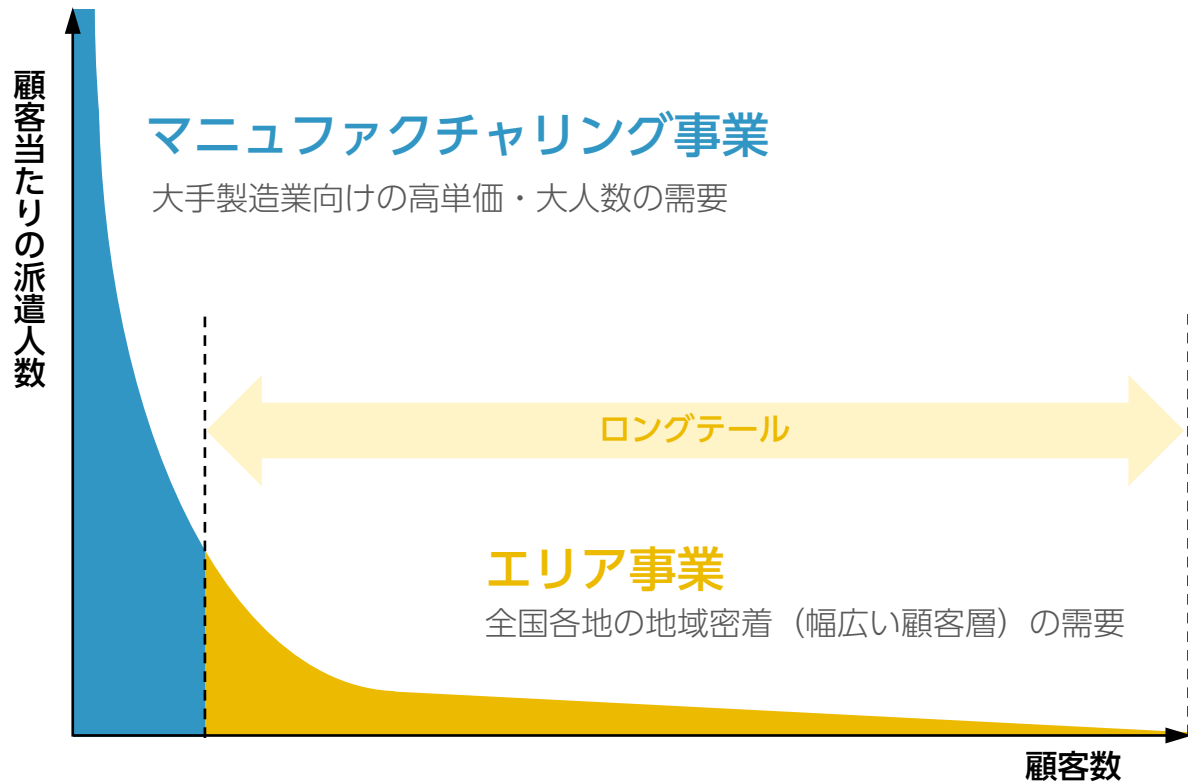 顧客当たりの派遣人数
マニュファクチャリング事業
大手製造業向けの高単価・大人数の需要
ロングテール
エリア事業
全国各地の地域密着（幅広い顧客層）の需要
顧客数